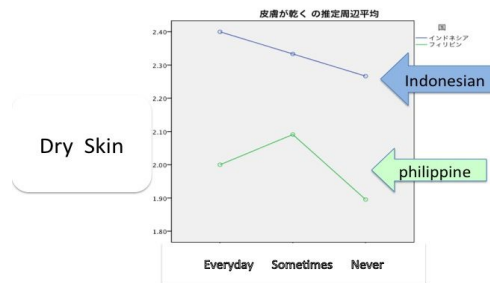 皮膚が乾く の推定周辺平均
国
インドネシア
フィリピン
2.40
2.30
2.20
2.10
2.00
1.90
1.80
Indonesian
Dry Skin
philippine
Everyday Sometimes Never